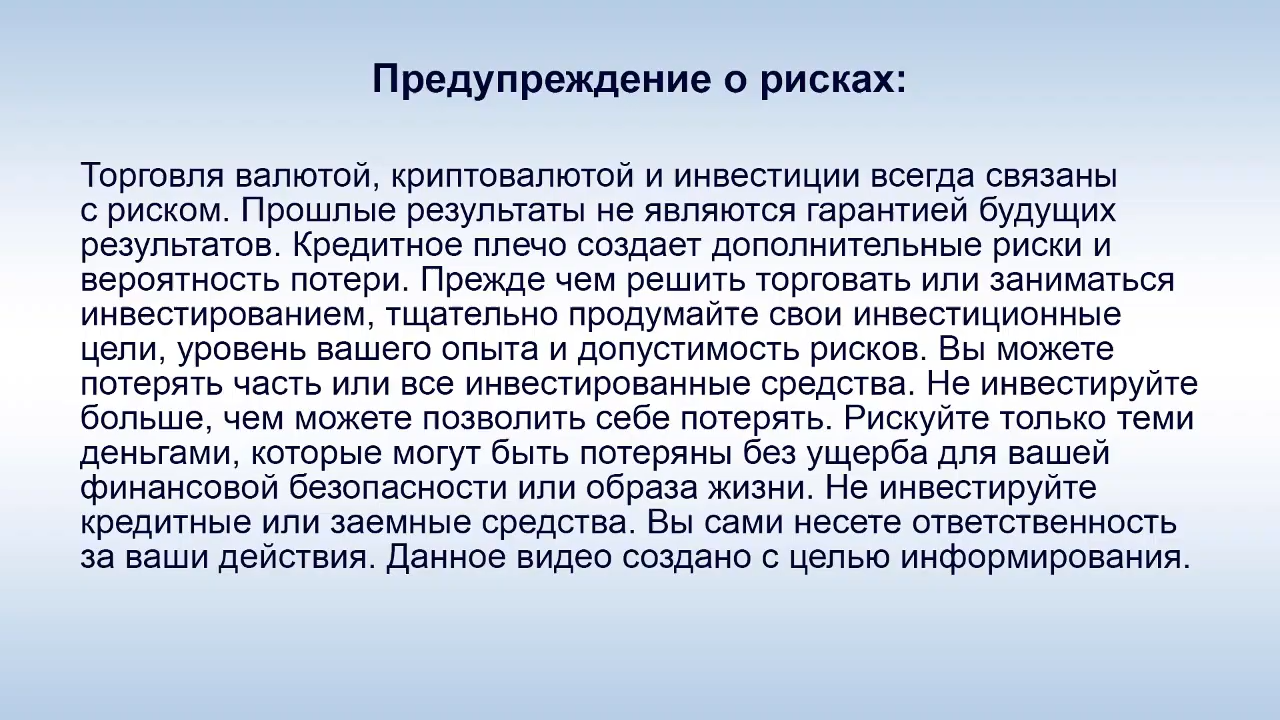 Предупреждение о рисках:
Торговля валютой, криптовалютой и инвестиции всегда связаны
с риском. Прошлые результаты не являются гарантией будущих
результатов. Кредитное плечо создает дополнительные риски и
вероятность потери. Прежде чем решить торговать или заниматься
инвестированием, тщательно продумайте свои инвестиционные
цели, уровень вашего опыта и допустимость рисков. Вы можете
потерять часть или все инвестированные средства. Не инвестируйте
больше, чем можете позволить себе потерять. Рискуйте только теми
деньгами, которые могут быть потеряны без ущерба для вашей
финансовой безопасности или образа жизни. Не инвестируйте
кредитные или заемные средства. Вы сами несете ответственность
за ваши действия. Данное видео создано с целью информирования.